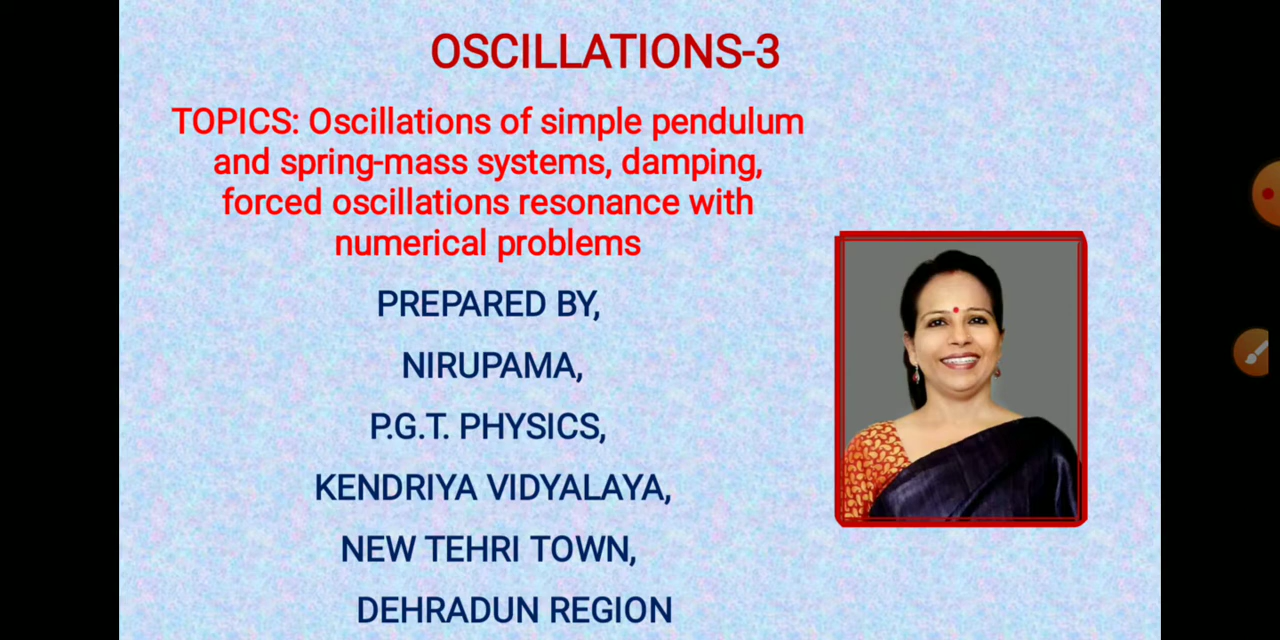 OSCILLATIONS-3
TOPICS: Oscillations of simple pendulum
and spring-mass systems, damping,
forced oscillations resonance with
numerical problems
PREPARED BY,
NIRUPAMA,
P.G.T. PHYSICS,
KENDRIYA VIDYALAYA,
NEW TEHRI TOWN,
DEHRADUN REGION